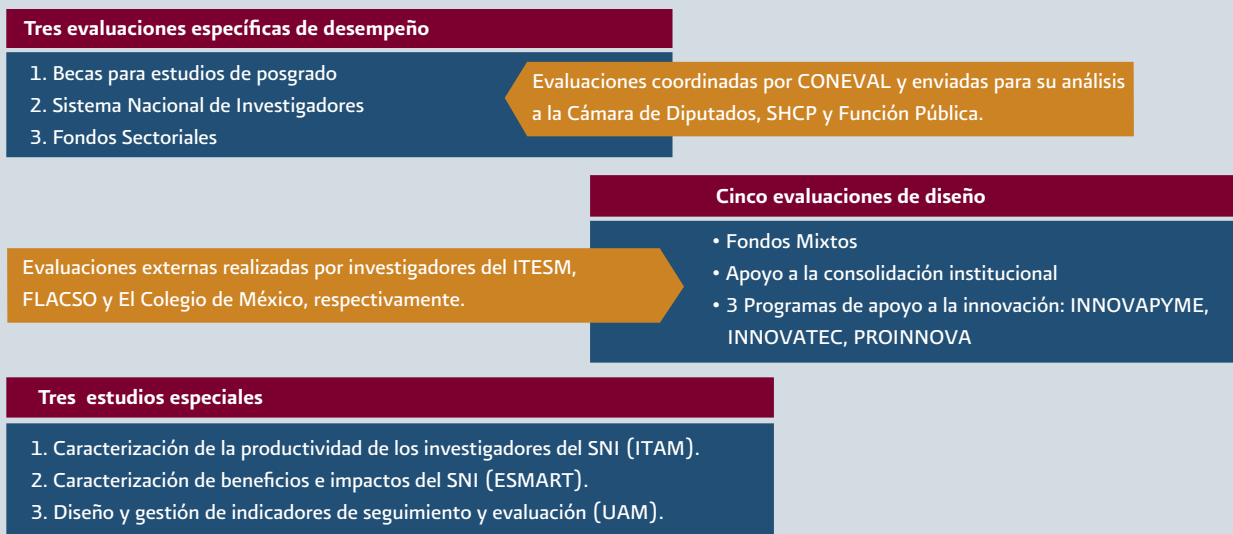 Tres evaluaciones específicas de desempeño
1. Becas para estudios de posgrado
2. Sistema Nacional de Investigadores
3. Fondos Sectoriales
Evaluaciones coordinadas por CONEVAL y enviadas para su análisis
a la Cámara de Diputados, SHCP y Función Pública.
Cinco evaluaciones de diseño
• Fondos Mixtos
• Apoyo a la consolidación institucional
• 3 Programas de apoyo a la innovación: INNOVAPYME,
INNOVATEC, PROINNOVA
Evaluaciones externas realizadas por investigadores del ITESM,
FLACSO y El Colegio de México, respectivamente.
Tres estudios especiales
1. Caracterización de la productividad de los investigadores del SNI (ITAM).
2. Caracterización de beneficios e impactos del SNI (ESMART).
3. Diseño y gestión de indicadores de seguimiento y evaluación (UAM).